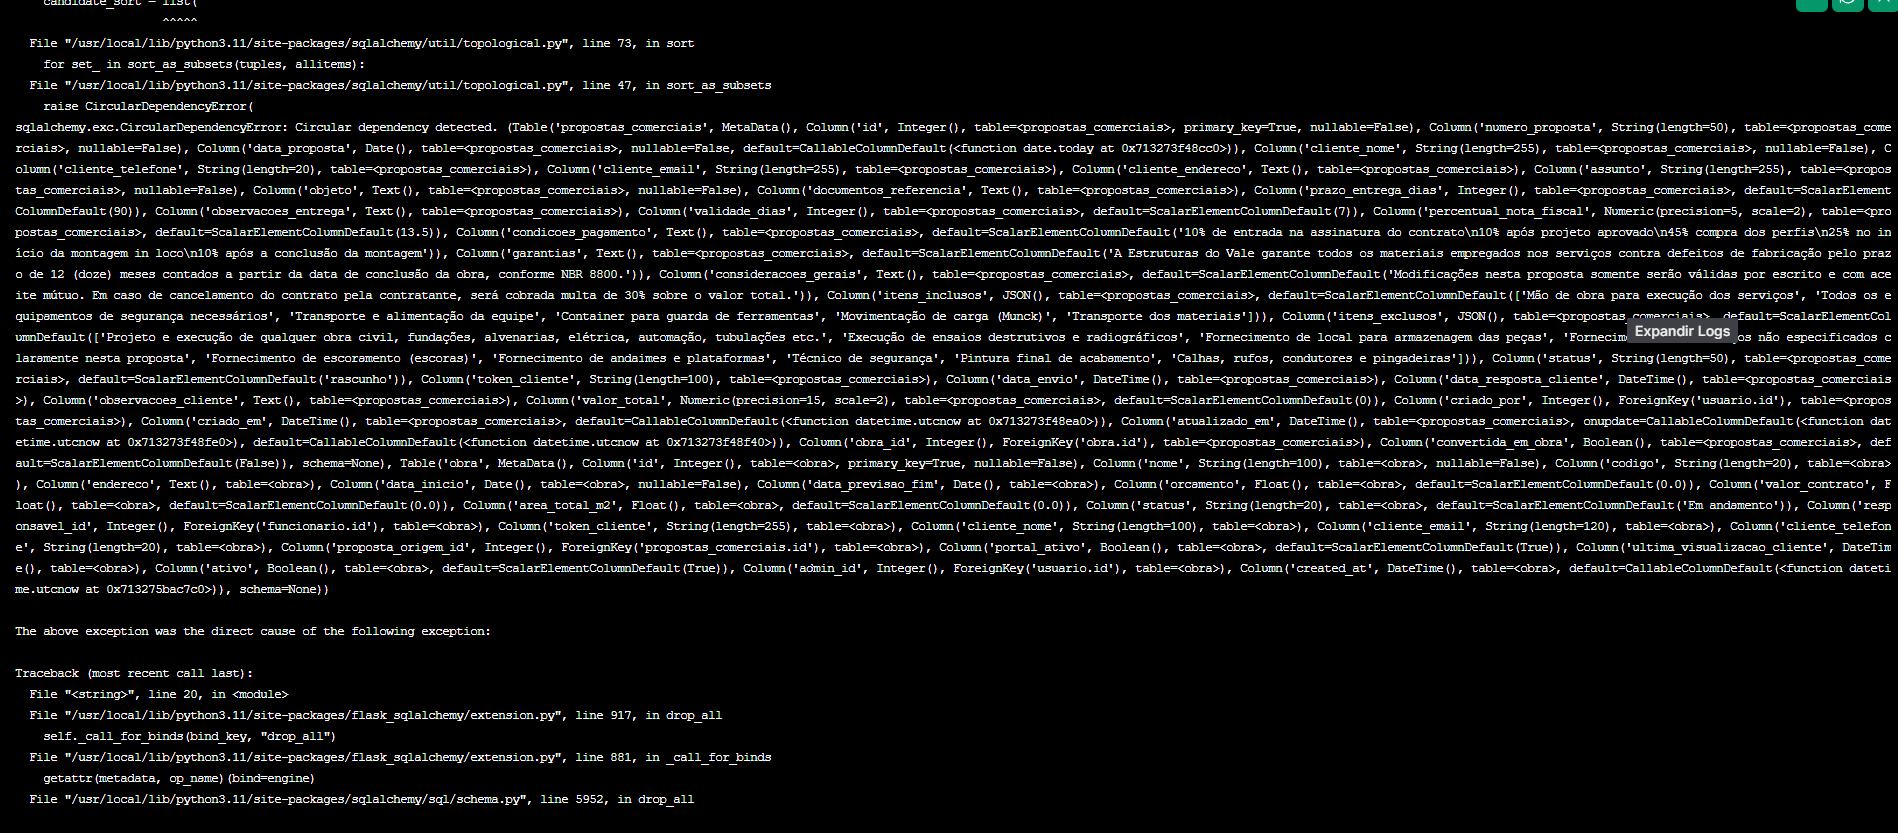 candidate_sort = list(
^^^^^
File "/usr/local/lib/python3.11/site-packages/sqlalchemy/util/topological.py", line 73, in sort
for set_ in sort_as_subsets(tuples, allitems):
File "/usr/local/lib/python3.11/site-packages/sqlalchemy/util/topological.py", line 47, in sort_as_subsets
raise CircularDependencyError(
sqlalchemy.exc.CircularDependencyError: Circular dependency detected. (Table('propostas_comerciais', MetaData(), Column('id', Integer(), table=<propostas_comerciais>, primary_key=True, nullable=False), Column('numero_proposta', String(length=50), table=<propostas_come
rciais>, nullable=False), Column('data_proposta', Date(), table=<propostas_comerciais>, nullable=False, default=CallableColumnDefault(<function date.today at 0x713273f48cc0>)), Column('cliente_nome', String(length=255), table=<propostas_comerciais>, nullable=False), C
olumn('cliente_telefone', String(length=20), table=<propostas_comerciais>), Column('cliente_email', String(length=255), table=<propostas_comerciais>), Column('cliente_endereco', Text(), table=<propostas_comerciais>), Column('assunto', String(length=255), table=<propos
tas_comerciais>, nullable=False), Column('objeto', Text(), table=<propostas_comerciais>, nullable=False), Column('documentos_referencia', Text(), table=<propostas_comerciais>), Column('prazo_entrega_dias', Integer(), table=<propostas_comerciais>, default=ScalarElement
ColumnDefault(90)), Column('observacoes_entrega', Text(), table=<propostas_comerciais>), Column('validade_dias', Integer(), table=<propostas_comerciais>, default=ScalarElementColumnDefault(7)), Column('percentual_nota_fiscal', Numeric(precision=5, scale=2), table=<pro
postas_comerciais>, default=ScalarElementColumnDefault(13.5)), Column('condicoes_pagamento', Text(), table=<propostas_comerciais>, default=ScalarElementColumnDefault('10% de entrada na assinatura do contrato\n10% após projeto aprovado\n45% compra dos perfis\n25% no in
ício da montagem in loco\n10% após a conclusão da montagem')), Column('garantias', Text(), table=<propostas_comerciais>, default=ScalarElementColumnDefault('A Estruturas do Vale garante todos os materiais empregados nos serviços contra defeitos de fabricação pelo praz
o de 12 (doze) meses contados a partir da data de conclusão da obra, conforme NBR 8800.')), Column('consideracoes_gerais', Text(), table=<propostas_comerciais>, default=ScalarElementColumnDefault('Modificações nesta proposta somente serão válidas por escrito e com ace
ite mútuo. Em caso de cancelamento do contrato pela contratante, será cobrada multa de 30% sobre o valor total.')), Column('itens_inclusos', JSON(), table=<propostas_comerciais>, default=ScalarElementColumnDefault(['Mão de obra para execução dos serviços', 'Todos os e
quipamentos de segurança necessários', 'Transporte e alimentação da equipe', 'Container para guarda de ferramentas', 'Movimentação de carga (Munck)', 'Transporte dos materiais'])), Column('itens_exclusos', JSON(), table=<propostas_comerciais>, default=ScalarElementCol
umnDefault(['Projeto e execução de qualquer obra civil, fundações, alvenarias, elétrica, automação, tubulações etc.', 'Execução de ensaios destrutivos e radiográficos', 'Fornecimento de local para armazenagem das peças', 'Fornecim Expandir Logs os não especificados c
laramente nesta proposta', 'Fornecimento de escoramento (escoras)', 'Fornecimento de andaimes e plataformas', 'Técnico de segurança', 'Pintura final de acabamento', 'Calhas, rufos, condutores e pingadeiras'])), Column('status', String(length=50), table=<propostas_come
rciais>, default=ScalarElementColumnDefault('rascunho')), Column('token_cliente', String(length=100), table=<propostas_comerciais>), Column('data_envio', DateTime(), table=<propostas_comerciais>), Column('data_resposta_cliente', DateTime(), table=<propostas_comerciais
>), Column('observacoes_cliente', Text(), table=<propostas_comerciais>), Column('valor_total', Numeric(precision=15, scale=2), table=<propostas_comerciais>, default=ScalarElementColumnDefault(0)), Column('criado_por', Integer(), ForeignKey('usuario.id'), table=<propos
tas_comerciais>), Column('criado_em', DateTime(), table=<propostas_comerciais>, default=CallableColumnDefault(<function datetime.utcnow at 0x713273f48ea0>)), Column('atualizado_em', DateTime(), table=<propostas_comerciais>, onupdate=CallableColumnDefault(<function dat
etime.utcnow at 0x713273f48fe0>), default=CallableColumnDefault(<function datetime.utcnow at 0x713273f48f40>)), Column('obra_id', Integer(), ForeignKey('obra.id'), table=<propostas_comerciais>), Column('convertida_em_obra', Boolean(), table=<propostas_comerciais>, def
ault=ScalarElementColumnDefault(False)), schema=None), Table('obra', MetaData(), Column('id', Integer(), table=<obra>, primary_key=True, nullable=False), Column('nome', String(length=100), table=<obra>, nullable=False), Column('codigo', String(length=20), table=<obra>
), Column('endereco', Text(), table=<obra>), Column('data_inicio', Date(), table=<obra>, nullable=False), Column('data_previsao_fim', Date(), table=<obra>), Column('orcamento', Float(), table=<obra>, default=ScalarElementColumnDefault(0.0)), Column('valor_contrato', F
loat(), table=<obra>, default=ScalarElementColumnDefault(0.0)), Column('area_total_m2', Float(), table=<obra>, default=ScalarElementColumnDefault(0.0)), Column('status', String(length=20), table=<obra>, default=ScalarElementColumnDefault('Em andamento')), Column('resp
onsavel_id', Integer(), ForeignKey('funcionario.id'), table=<obra>), Column('token_cliente', String(length=255), table=<obra>), Column('cliente_nome', String(length=100), table=<obra>), Column('cliente_email', String(length=120), table=<obra>), Column('cliente_telefon
e', String(length=20), table=<obra>), Column('proposta_origem_id', Integer(), ForeignKey('propostas_comerciais.id'), table=<obra>), Column('portal_ativo', Boolean(), table=<obra>, default=ScalarElementColumnDefault(True)), Column('ultima_visualizacao_cliente', DateTim
e(), table=<obra>), Column('ativo', Boolean(), table=<obra>, default=ScalarElementColumnDefault(True)), Column('admin_id', Integer(), ForeignKey('usuario.id'), table=<obra>), Column('created_at', DateTime(), table=<obra>, default=CallableColumnDefault(<function dateti
me.utcnow at 0x713275bac7c0>)), schema=None))
The above exception was the direct cause of the following exception:
Traceback (most recent call last):
File "<string>", line 20, in <module>
File "/usr/local/lib/python3.11/site-packages/flask_sqlalchemy/extension.py", line 917, in drop_all
self._call_for_binds(bind_key, "drop_all")
File "/usr/local/lib/python3.11/site-packages/flask_sqlalchemy/extension.py", line 881, in _call_for_binds
getattr(metadata, op_name)(bind=engine)
File "/usr/local/lib/python3.11/site-packages/sqlalchemy/sql/schema.py", line 5952, in drop_all